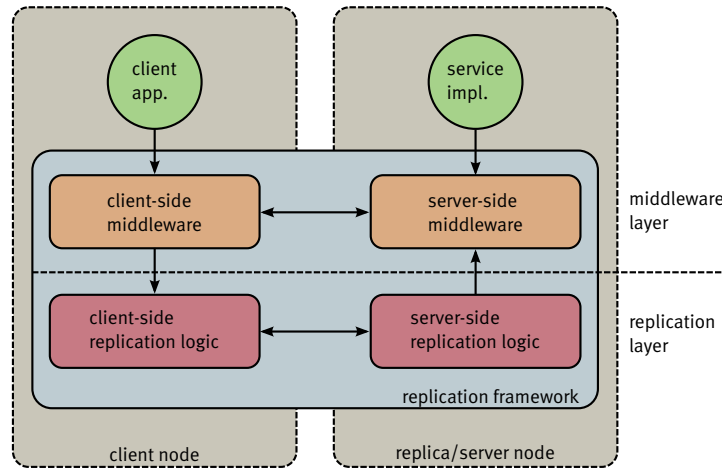 client
app.
service
impl.
client-side
middleware
server-side
middleware
middleware
layer
client-side
replication logic
server-side
replication logic
replication
layer
replication framework
client node
replica/server node